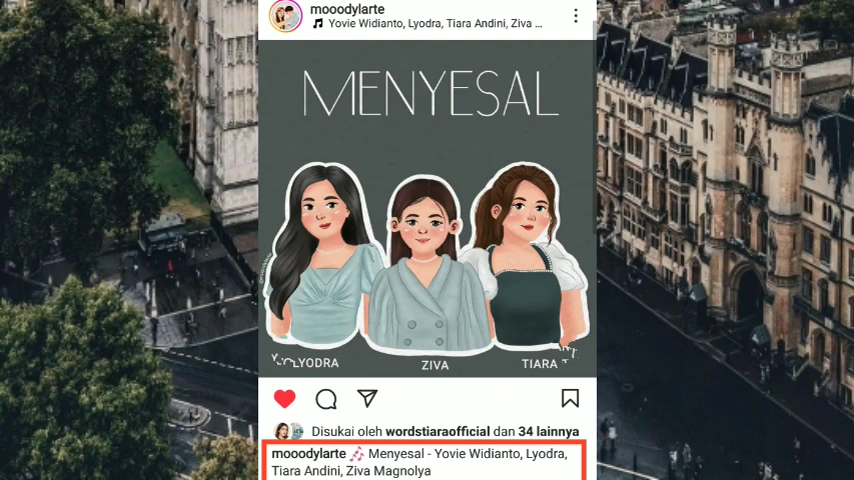 mooodylarte
Yovie Widianto, Lyodra, Tiara Andini, Ziva ...
MENYESAL
LYODRA
ZIVA
TIARA
Disukai oleh wordstiaraofficial dan 34 lainnya
mooodylarte 🎶 Menyesal - Yovie Widianto, Lyodra,
Tiara Andini, Ziva Magnolya